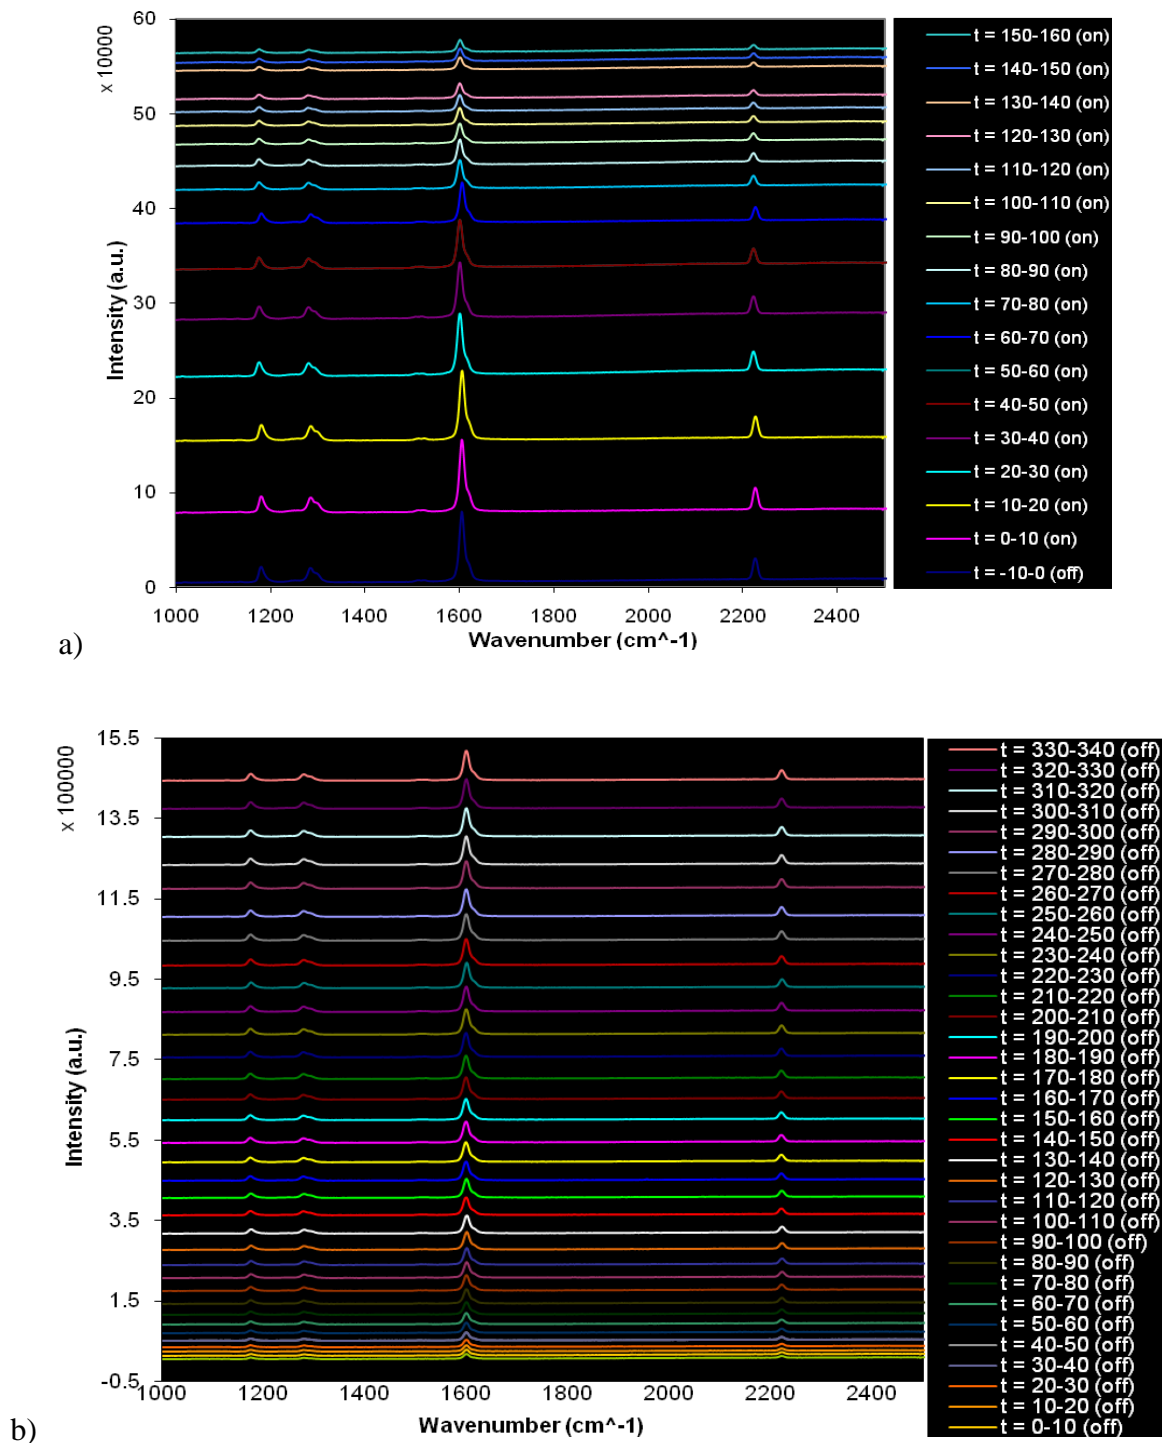 x 10000
Intensity (a.u.)
60
50
40
30
20
10
0
1000 1200 1400 1600 1800 2000 2200 2400
Wavenumber (cm^-1)
t = 150-160 (on)
t = 140-150 (on)
t = 130-140 (on)
t = 120-130 (on)
t = 110-120 (on)
t = 100-110 (on)
t = 90-100 (on)
t = 80-90 (on)
t = 70-80 (on)
t = 60-70 (on)
t = 50-60 (on)
t = 40-50 (on)
t = 30-40 (on)
t = 20-30 (on)
t = 10-20 (on)
t = 0-10 (on)
t = -10-0 (off)
a)
x 100000
Intensity (a.u.)
15.5
13.5
11.5
9.5
7.5
5.5
3.5
1.5
-0.5
1000 1200 1400 1600 1800 2000 2200 2400
Wavenumber (cm^-1)
t = 330-340 (off)
t = 320-330 (off)
t = 310-320 (off)
t = 300-310 (off)
t = 290-300 (off)
t = 280-290 (off)
t = 270-280 (off)
t = 260-270 (off)
t = 250-260 (off)
t = 240-250 (off)
t = 230-240 (off)
t = 220-230 (off)
t = 210-220 (off)
t = 200-210 (off)
t = 190-200 (off)
t = 180-190 (off)
t = 170-180 (off)
t = 160-170 (off)
t = 150-160 (off)
t = 140-150 (off)
t = 130-140 (off)
t = 120-130 (off)
t = 110-120 (off)
t = 100-110 (off)
t = 90-100 (off)
t = 80-90 (off)
t = 70-80 (off)
t = 60-70 (off)
t = 50-60 (off)
t = 40-50 (off)
t = 30-40 (off)
t = 20-30 (off)
t = 10-20 (off)
t = 0-10 (off)
b)